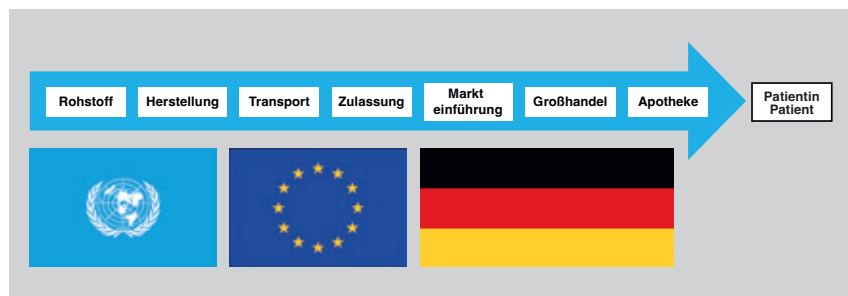 Rohstoff
Herstellung
Transport
Zulassung
Markt
einführung
Großhandel
Apotheke
Patientin
Patient